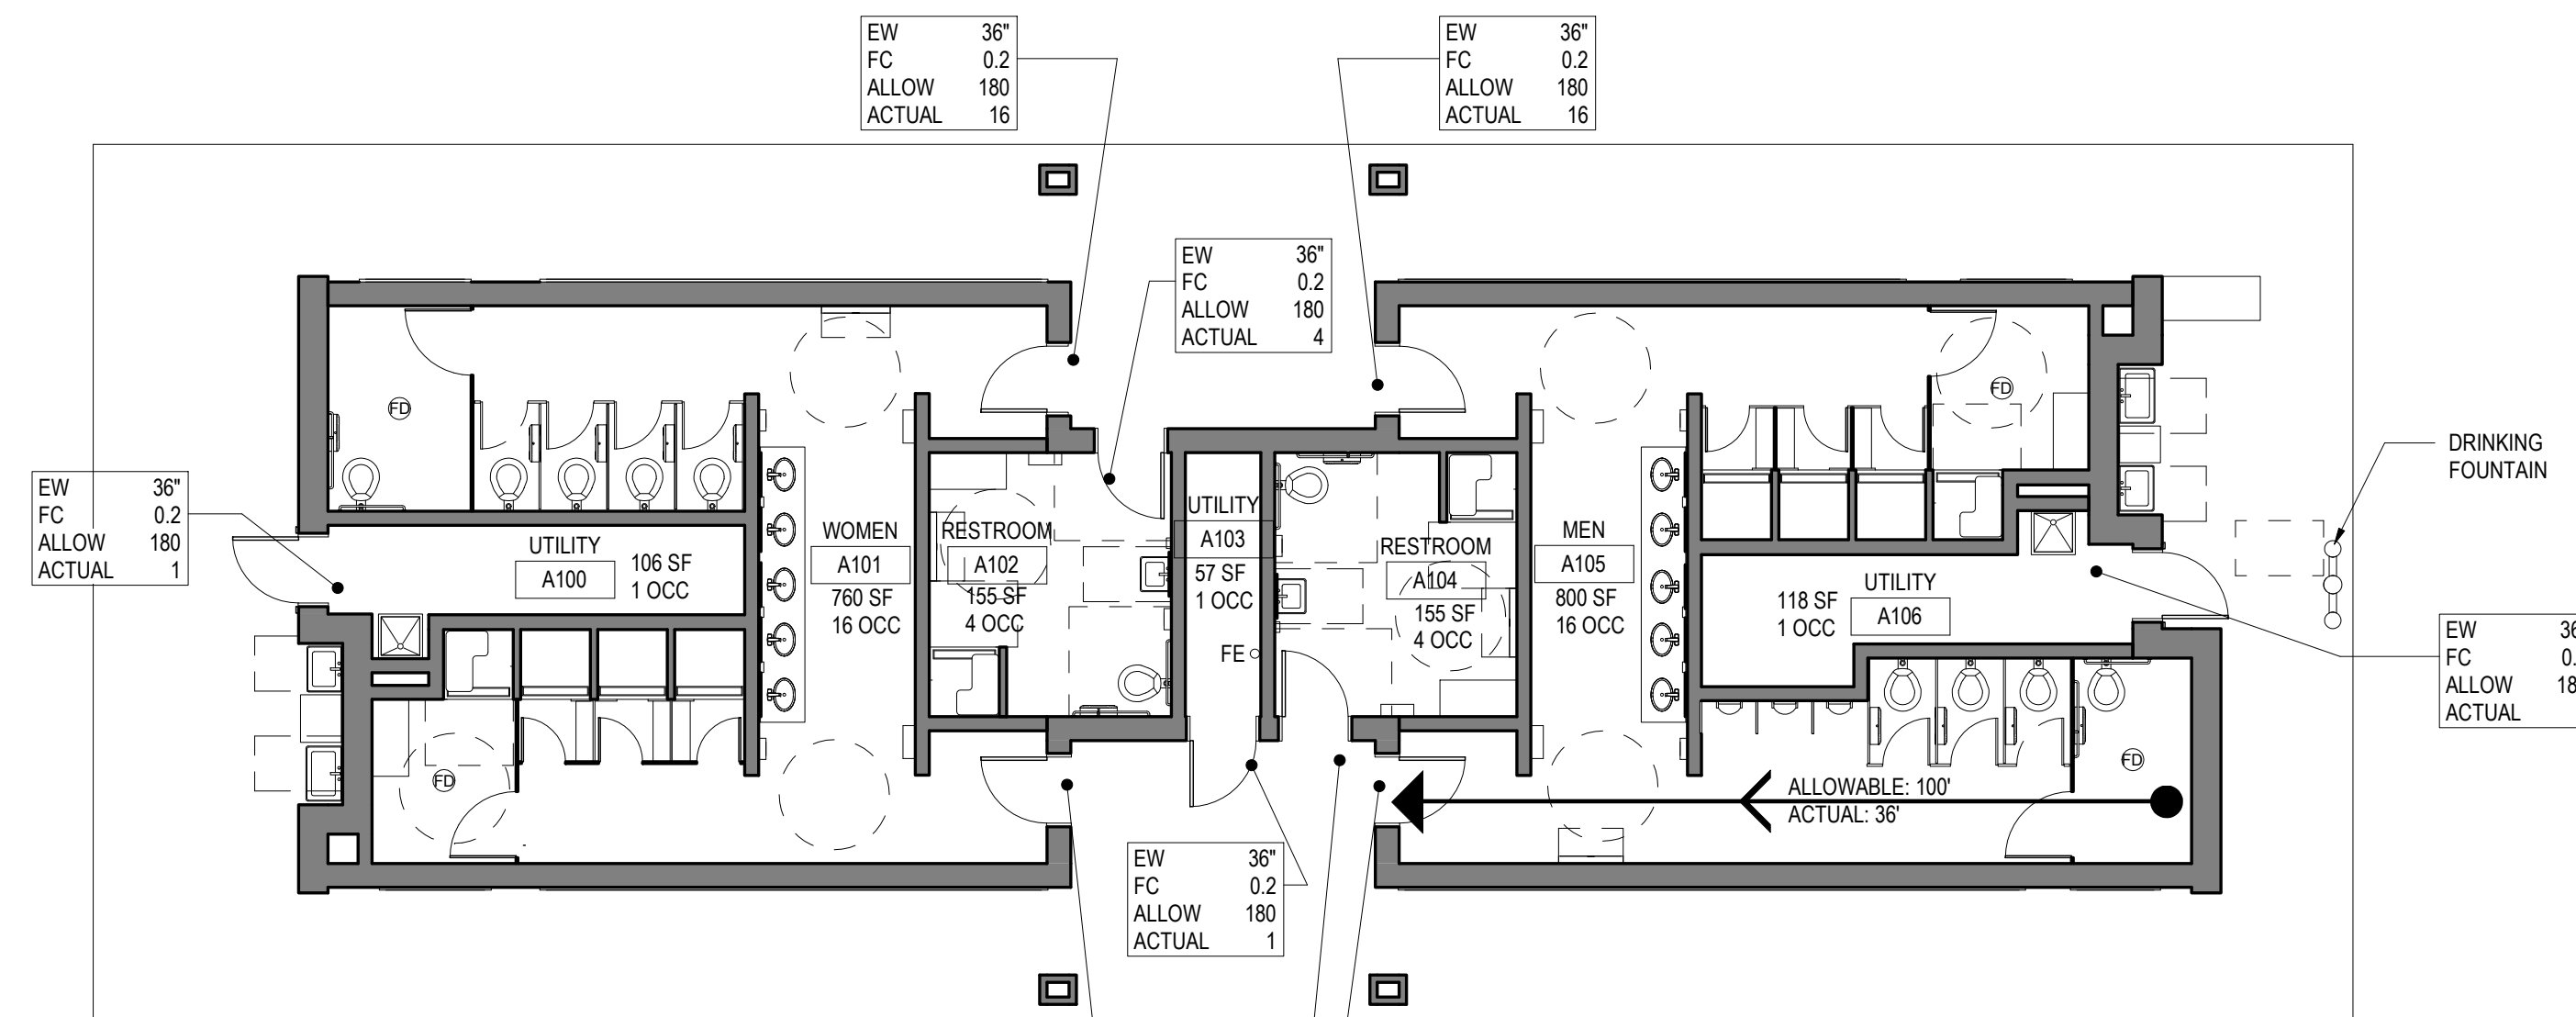 EW 36"
FC 0.2
ALLOW 180
ACTUAL 16
EW 36"
FC 0.2
ALLOW 180
ACTUAL 16
EW 36"
FC 0.2
ALLOW 180
ACTUAL 4
FD
FD
DRINKING
FOUNTAIN
EW 36"
FC 0.2
ALLOW 180
ACTUAL 1
UTILITY
A100
106 SF
1 OCC
WOMEN
A101
760 SF
16 OCC
RESTROOM
A102
155 SF
4 OCC
UTILITY
A103
57 SF
1 OCC
FE
RESTROOM
A104
155 SF
4 OCC
MEN
A105
800 SF
16 OCC
118 SF
1 OCC
UTILITY
A106
EW
FC
ALLOW
ACTUAL
FD
FD
ALLOWABLE: 100'
ACTUAL: 36'
EW 36"
FC 0.2
ALLOW 180
ACTUAL 1